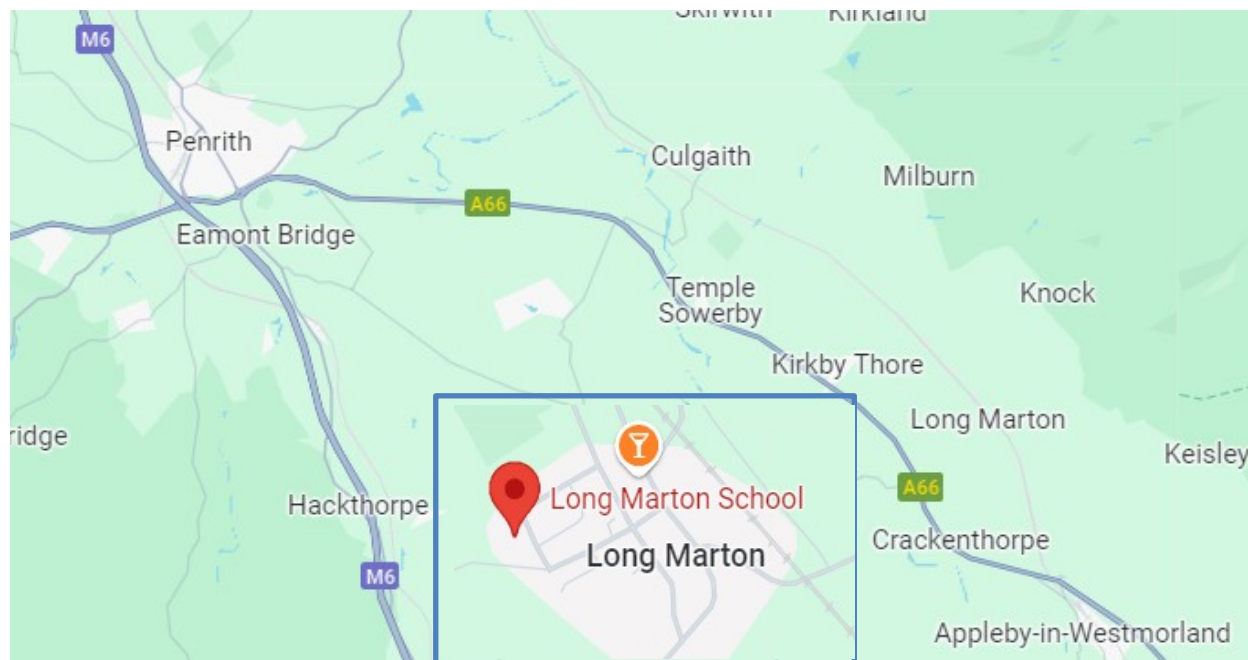 Skirwith
Kirkland
M6
Penrith
Culgaith
Milburn
A66
Eamont Bridge
Temple
Sowerby
Knock
Kirkby Thore
Long Marton
ridge
Keisley
A66
Long Marton School
Hackthorpe
Crackenthorpe
Long Marton
M6
Appleby-in-Westmorland